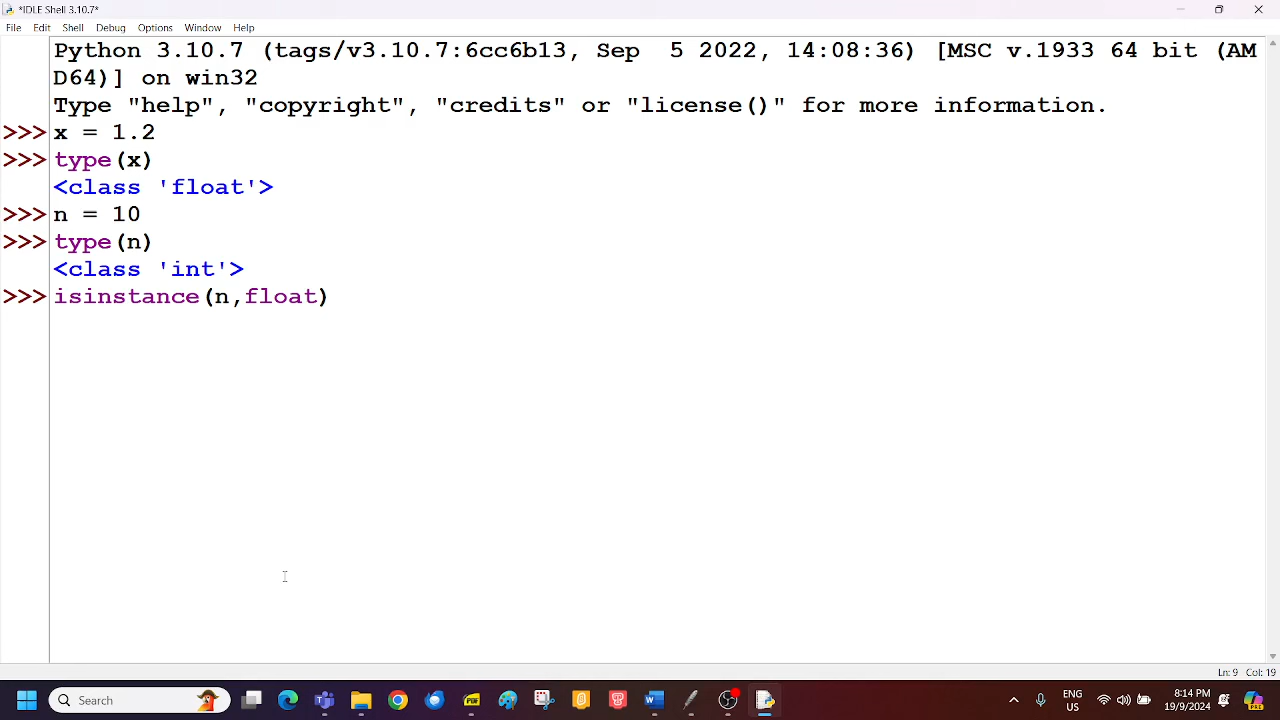 *IDLE Shell 3.10.7*
File Edit Shell Debug Options Window Help
Python 3.10.7 (tags/v3.10.7:6cc6b13, Sep  5 2022, 14:08:36) [MSC v.1933 64 bit (AM
D64)] on win32
Type "help", "copyright", "credits" or "license()" for more information.
>>> x = 1.2
>>> type(x)
<class 'float'>
>>> n = 10
>>> type(n)
<class 'int'>
>>> isinstance(n,float)
Ln: 9 Col: 19
Search
PDF
ENG
US
8:14 PM
19/9/2024